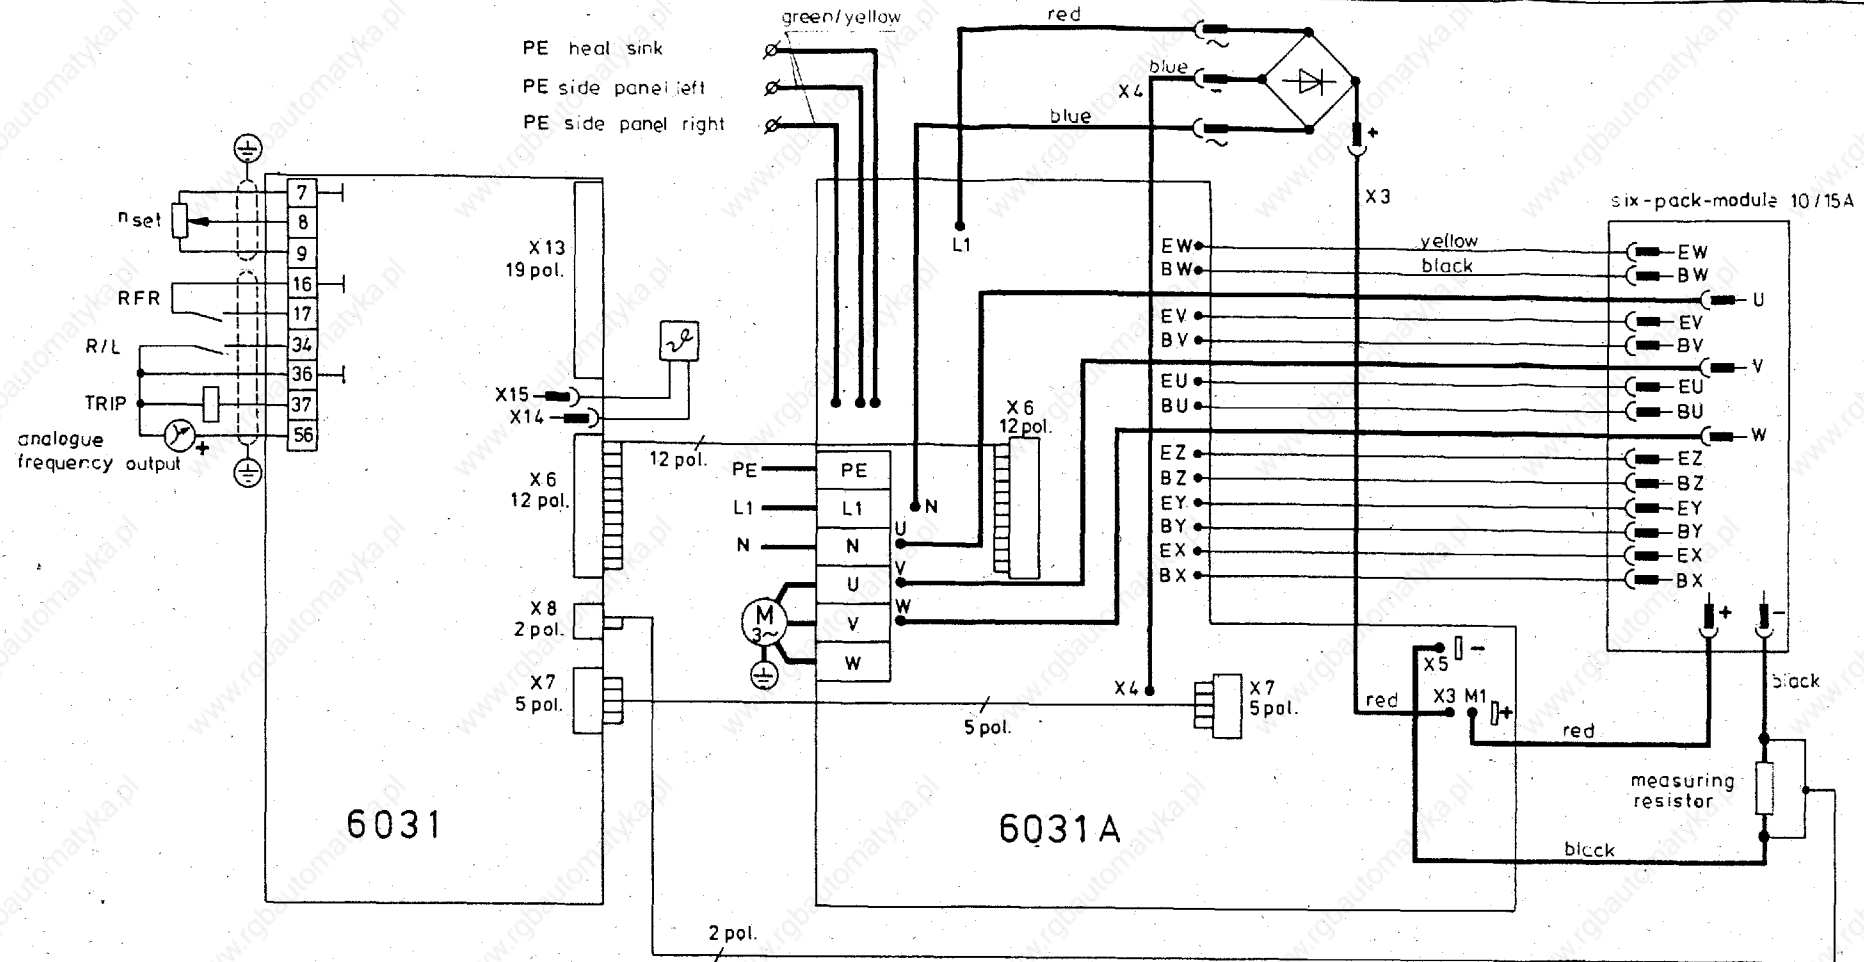 green/yellow
red
PE heat sink
PE side panel left
PE side panel right
blue
X4
blue
~
-
~
+
X3
six-pack-module 10/15A
7
8
9
16
17
34
36
37
56
nset
RFR
R/L
TRIP
analogue
frequency output
+
X13
19 pol.
X15
X14
X6
12 pol.
12 pol.
X8
2 pol.
X7
5 pol.
6031
L1
EW
BW
EV
BV
EU
BU
EZ
BZ
EY
BY
EX
BX
yellow
black
EW
BW
U
EV
BV
V
EU
BU
W
EZ
BZ
EY
BY
EX
BX
+
-
X6
12 pol.
PE
L1
N
PE
L1
N
U
V
W
N
U
V
W
M
3~
X4
X7
5 pol.
5 pol.
X5
-
X3 M1
+
red
red
black
measuring
resistor
black
6031A
2 pol.
www.rgbautomatyka.pl